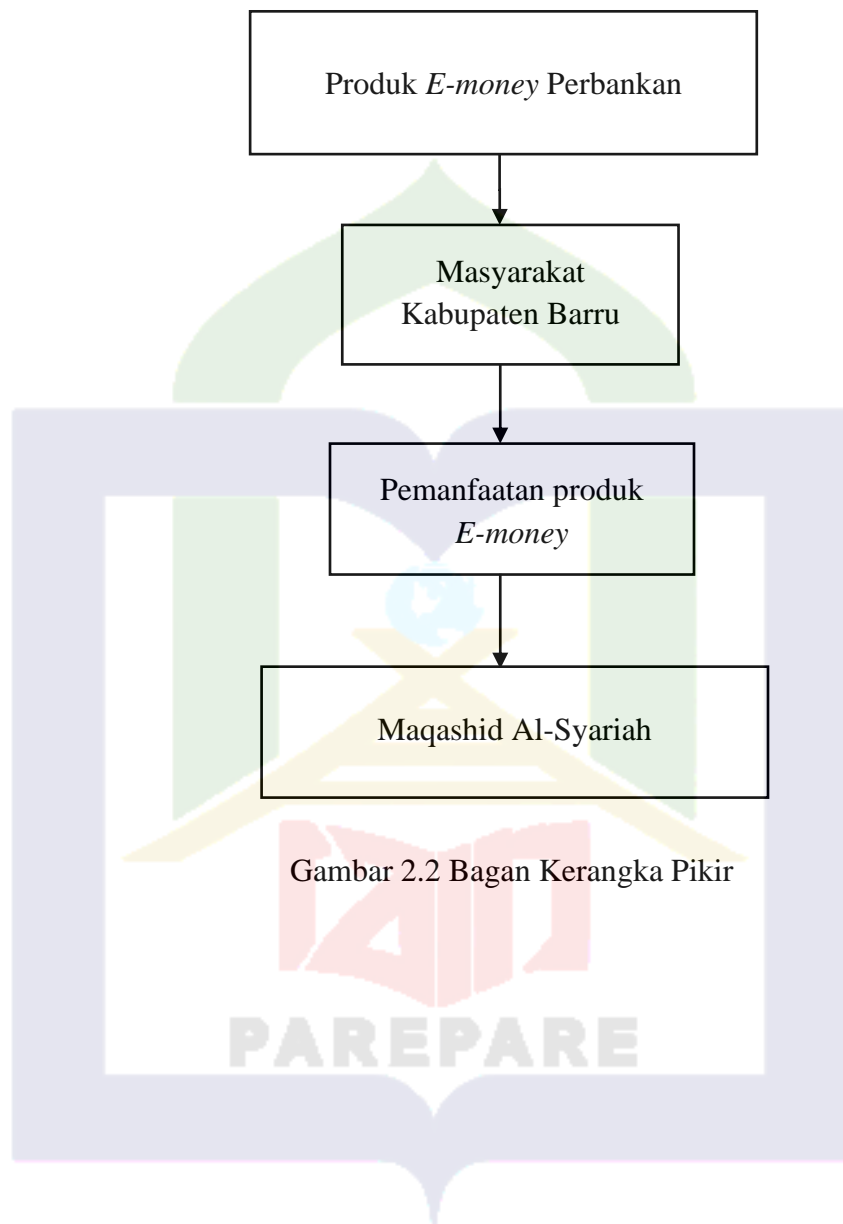 Produk E-money Perbankan
Masyarakat
Kabupaten Barru
Pemanfaatan produk
E-money
Maqashid Al-Syariah
Gambar 2.2 Bagan Kerangka Pikir
IAIN
PAREPARE